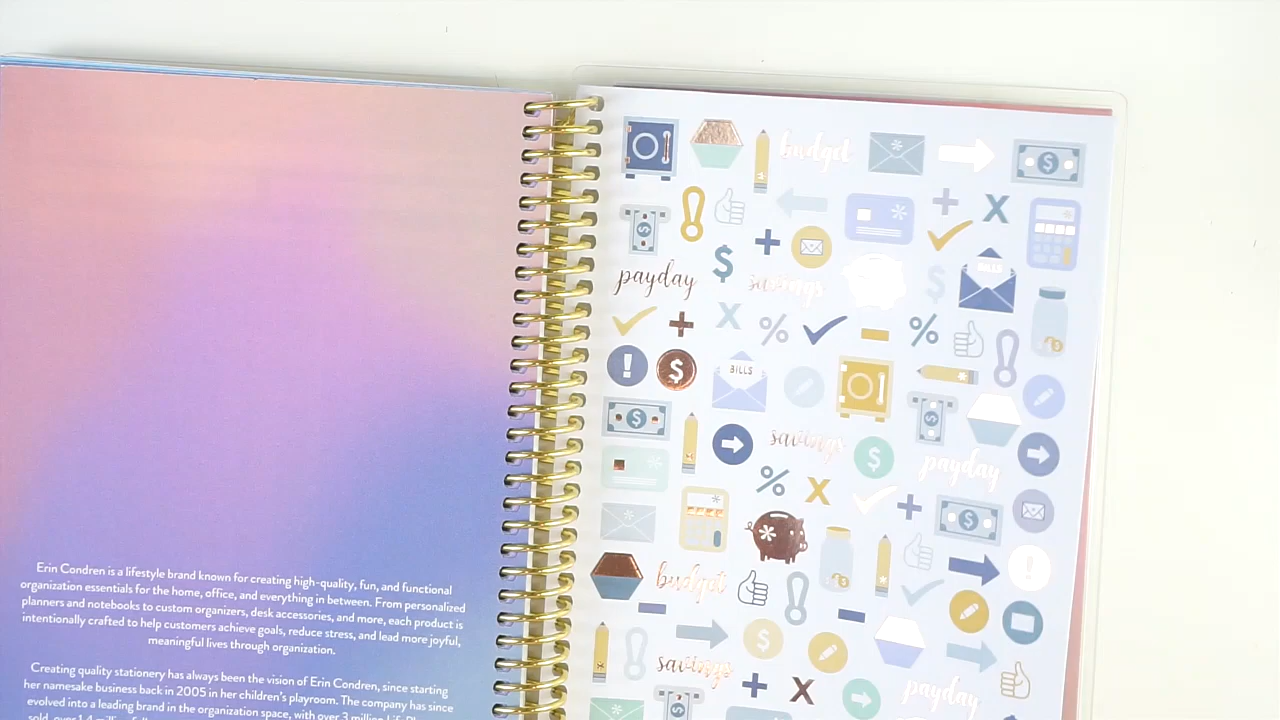 Erin Condren is a lifestyle brand known for creating high-quality, fun, and functional
organization essentials for the home, office, and everything in between. From personalized
planners and notebooks to custom organizers, desk accessories, and more, each product is
intentionally crafted to help customers achieve goals, reduce stress, and lead more joyful,
meaningful lives through organization.
Creating quality stationery has always been the vision of Erin Condren, since starting
her namesake business back in 2005 in her children's playroom. The company has since
evolved into a leading brand in the organization space, with over 3 million
sold, over 1.4
budget
payday
savings
BILLS
BILLS
savings
payday
budget
savings
payday